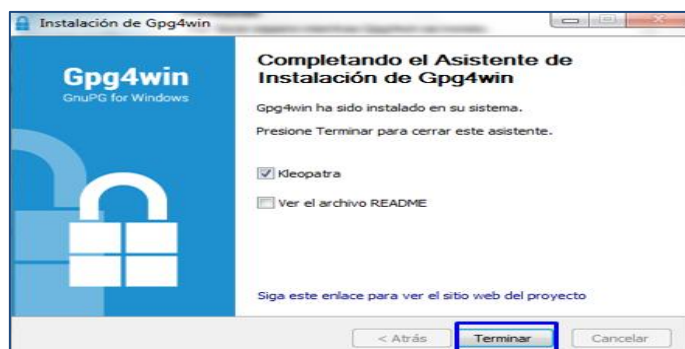 Instalación de Gpg4win
Gpg4win
GnuPG for Windows
Completando el Asistente de
Instalación de Gpg4win
Gpg4win ha sido instalado en su sistema.
Presione Terminar para cerrar este asistente.
Kleopatra
Ver el archivo README
Siga este enlace para ver el sitio web del proyecto
< Atrás
Terminar
Cancelar